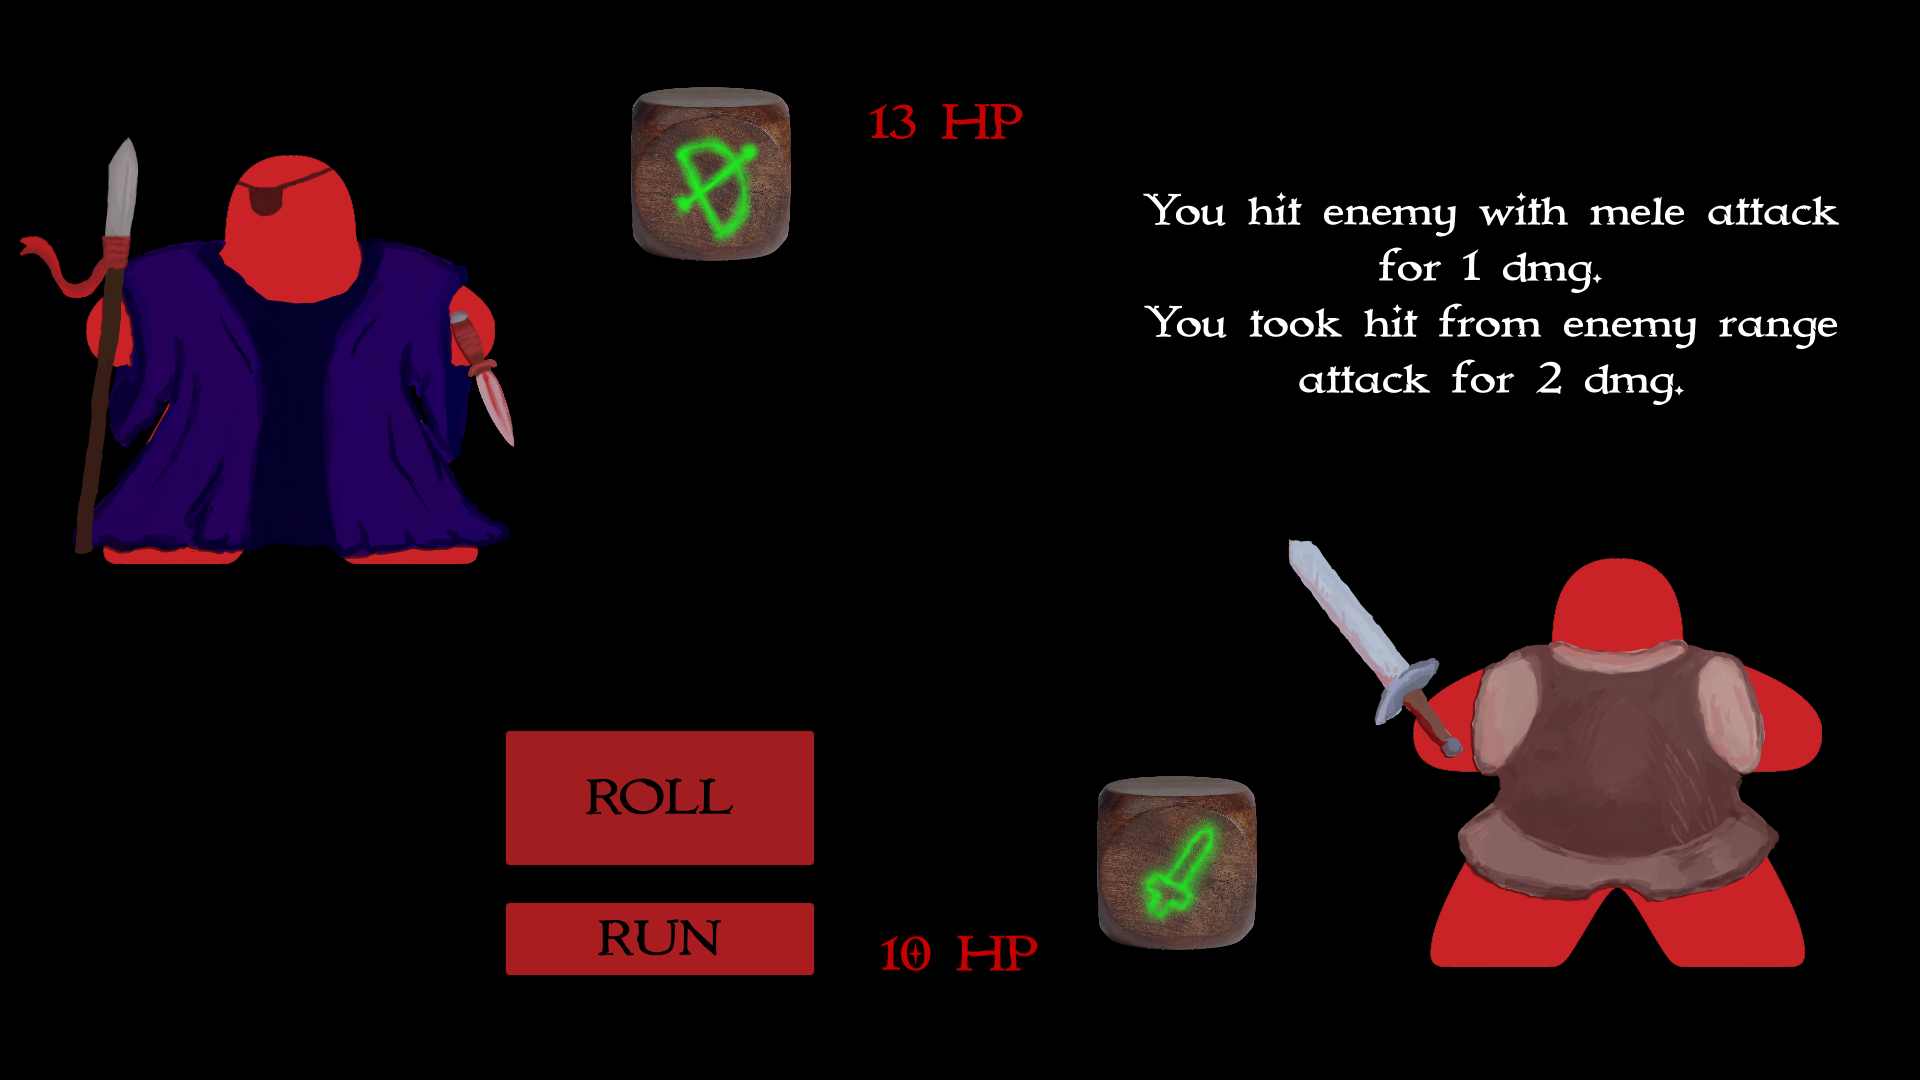 13 HP
You hit enemy with mele attack
for 1 dmg.
You took hit from enemy range
attack for 2 dmg.
ROLL
RUN
10 HP